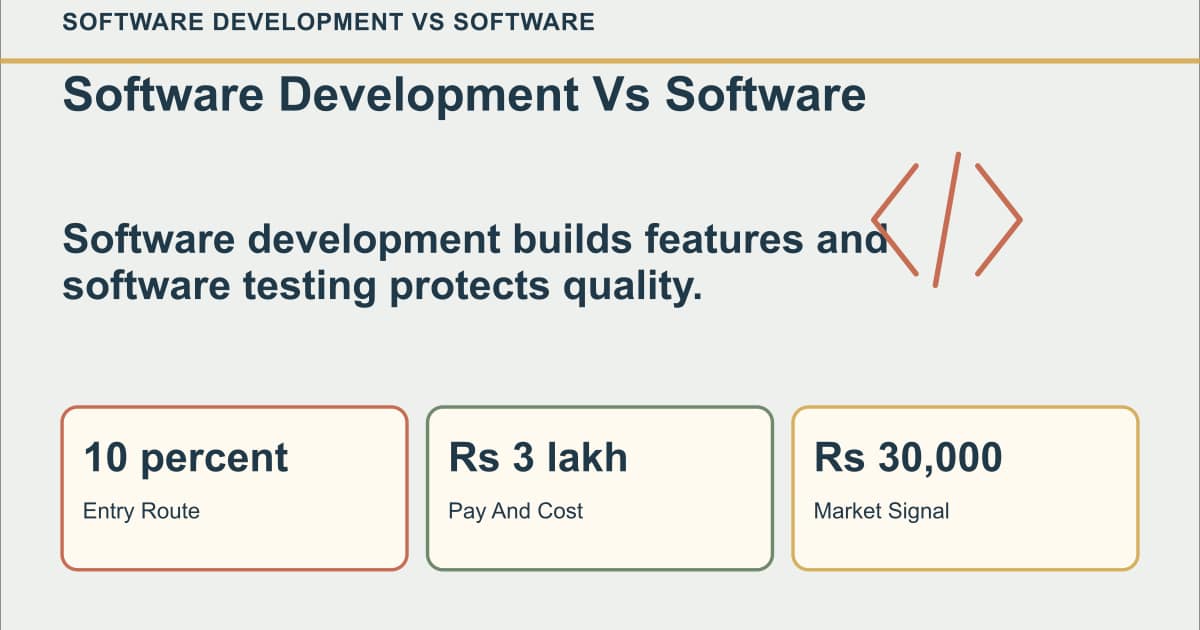 SOFTWARE DEVELOPMENT VS SOFTWARE
Software Development Vs Software
Software development builds features and
software testing protects quality.
10 percent
Entry Route
Rs 3 lakh
Pay And Cost
Rs 30,000
Market Signal